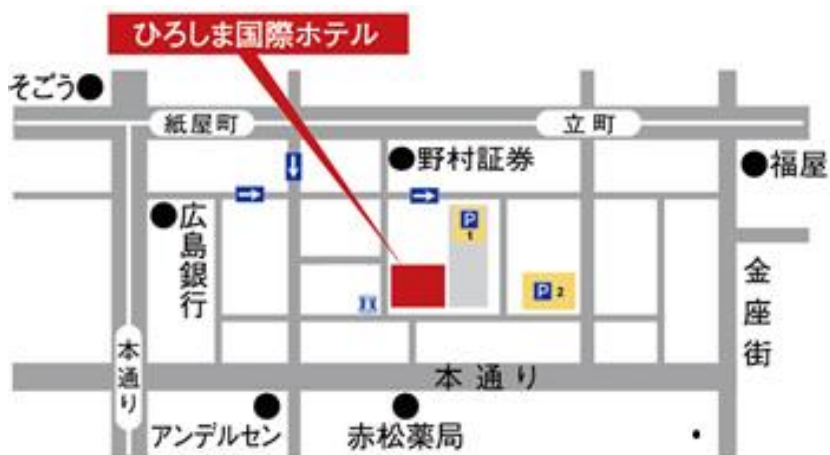 ひろしま国際ホテル
そごう
紙屋町
立町
野村証券
福屋
P
1
広島銀行
P 2
金座街
本通り
本通り
アンデルセン
赤松薬局